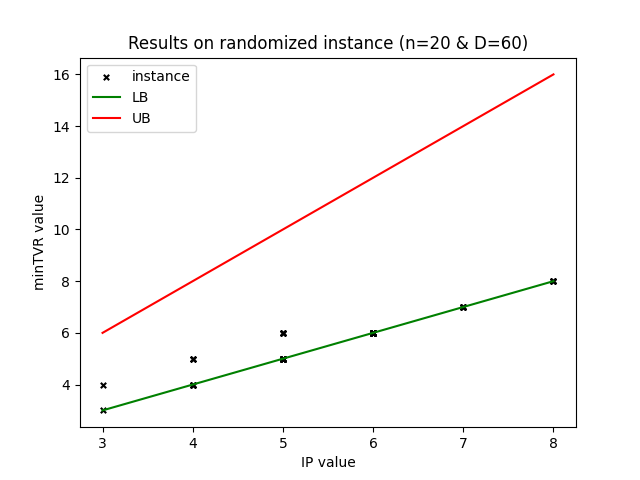 Results on randomized instance (n=20 & D=60)
instance
LB
UB
16
14
12
10
8
6
4
minTVR value
3 4 5 6 7 8
IP value